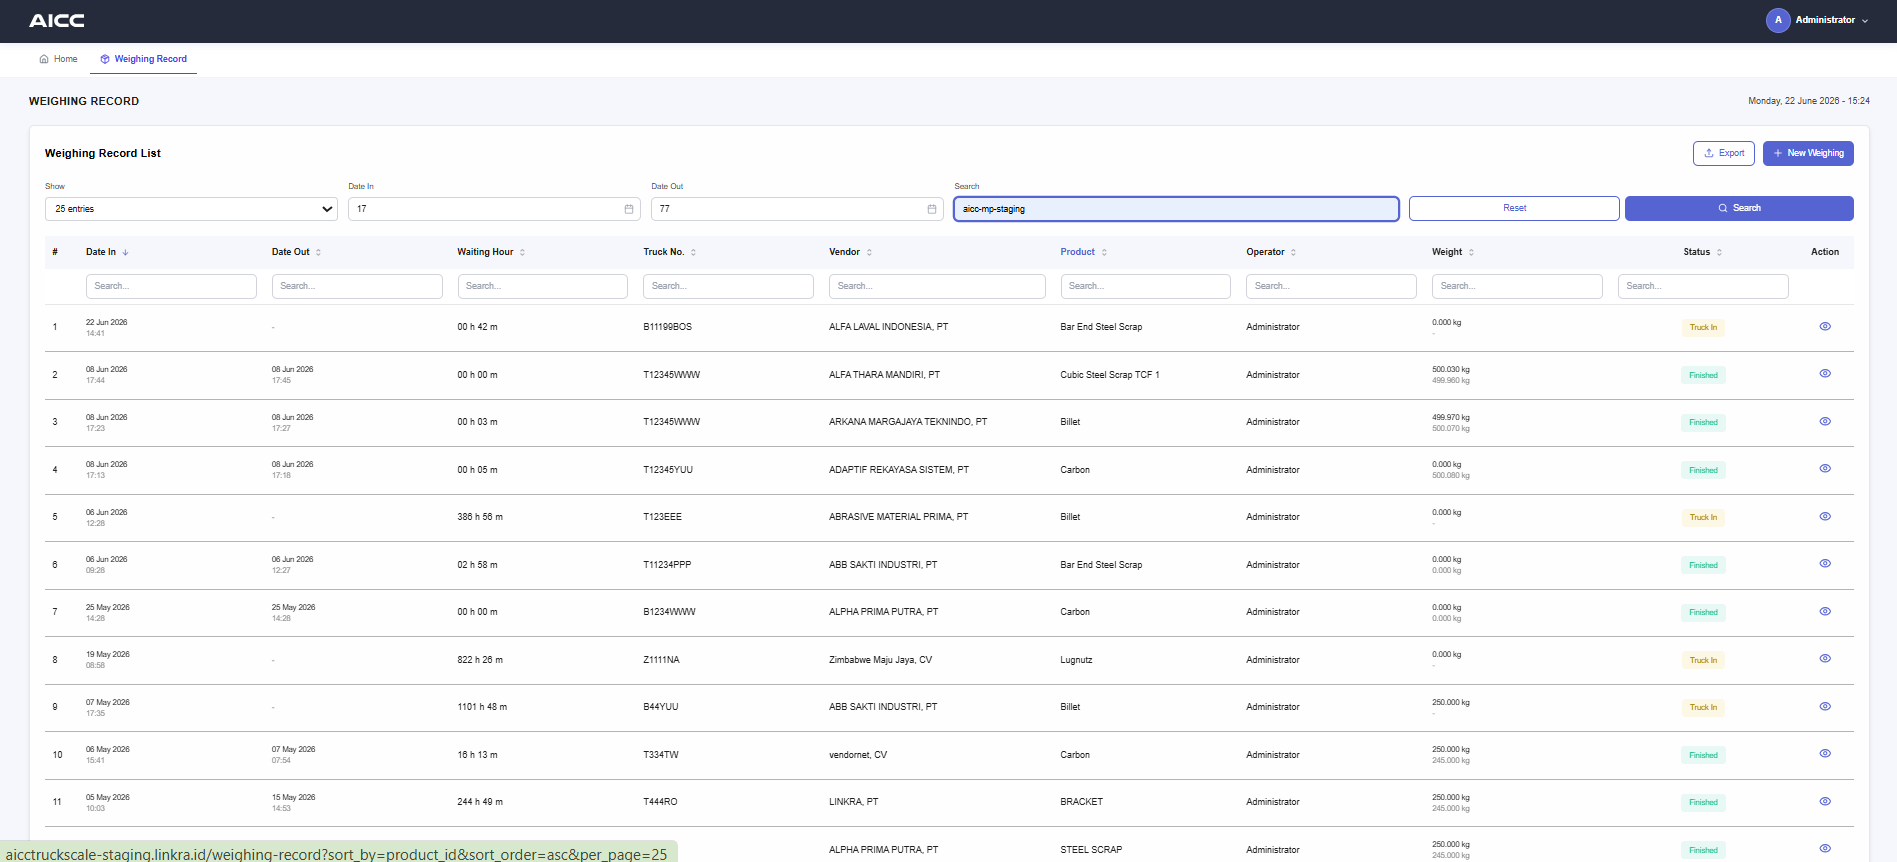 AICC
A Administrator
Home Weighing Record
WEIGHING RECORD
Monday, 22 June 2026 - 15:24
Weighing Record List
Export
+ New Weighing
Show
Date In
Date Out
Search
25 entries
17
77
aicc-mp-staging
Reset
Search
# Date In Date Out Waiting Hour Truck No. Vendor Product Operator Weight Status Action
Search... Search... Search... Search... Search... Search... Search... Search... Search...
1 22 Jun 2026 14:41 - 00 h 42 m B11199BOS ALFA LAVAL INDONESIA, PT Bar End Steel Scrap Administrator 0.000 kg - Truck In
2 08 Jun 2026 17:44 08 Jun 2026 17:45 00 h 00 m T12345WWW ALFA THARA MANDIRI, PT Cubic Steel Scrap TCF 1 Administrator 500.030 kg 499.960 kg Finished
3 08 Jun 2026 17:23 08 Jun 2026 17:27 00 h 03 m T12345WWW ARKANA MARGAJAYA TEKNINDO, PT Billet Administrator 499.970 kg 500.070 kg Finished
4 08 Jun 2026 17:13 08 Jun 2026 17:18 00 h 05 m T12345YUU ADAPTIF REKAYASA SISTEM, PT Carbon Administrator 0.000 kg 500.080 kg Finished
5 06 Jun 2026 12:28 - 386 h 56 m T123EEE ABRASIVE MATERIAL PRIMA, PT Billet Administrator 0.000 kg - Truck In
6 06 Jun 2026 09:28 06 Jun 2026 12:27 02 h 58 m T11234PPP ABB SAKTI INDUSTRI, PT Bar End Steel Scrap Administrator 0.000 kg 0.000 kg Finished
7 25 May 2026 14:28 25 May 2026 14:28 00 h 00 m B1234WWW ALPHA PRIMA PUTRA, PT Carbon Administrator 0.000 kg 0.000 kg Finished
8 19 May 2026 08:58 - 822 h 26 m Z1111NA Zimbabwe Maju Jaya, CV Lugnutz Administrator 0.000 kg - Truck In
9 07 May 2026 17:35 - 1101 h 48 m B44YUU ABB SAKTI INDUSTRI, PT Billet Administrator 250.000 kg - Truck In
10 06 May 2026 15:41 07 May 2026 07:54 16 h 13 m T334TW vendornet, CV Carbon Administrator 250.000 kg 245.000 kg Finished
11 05 May 2026 10:03 15 May 2026 14:53 244 h 49 m T444RO LINKRA, PT BRACKET Administrator 250.000 kg 245.000 kg Finished
ALPHA PRIMA PUTRA, PT STEEL SCRAP Administrator 250.000 kg 245.000 kg Finished
aicctruckscale-staging.linkra.id/weighing-record?sort_by=product_id&sort_order=asc&per_page=25